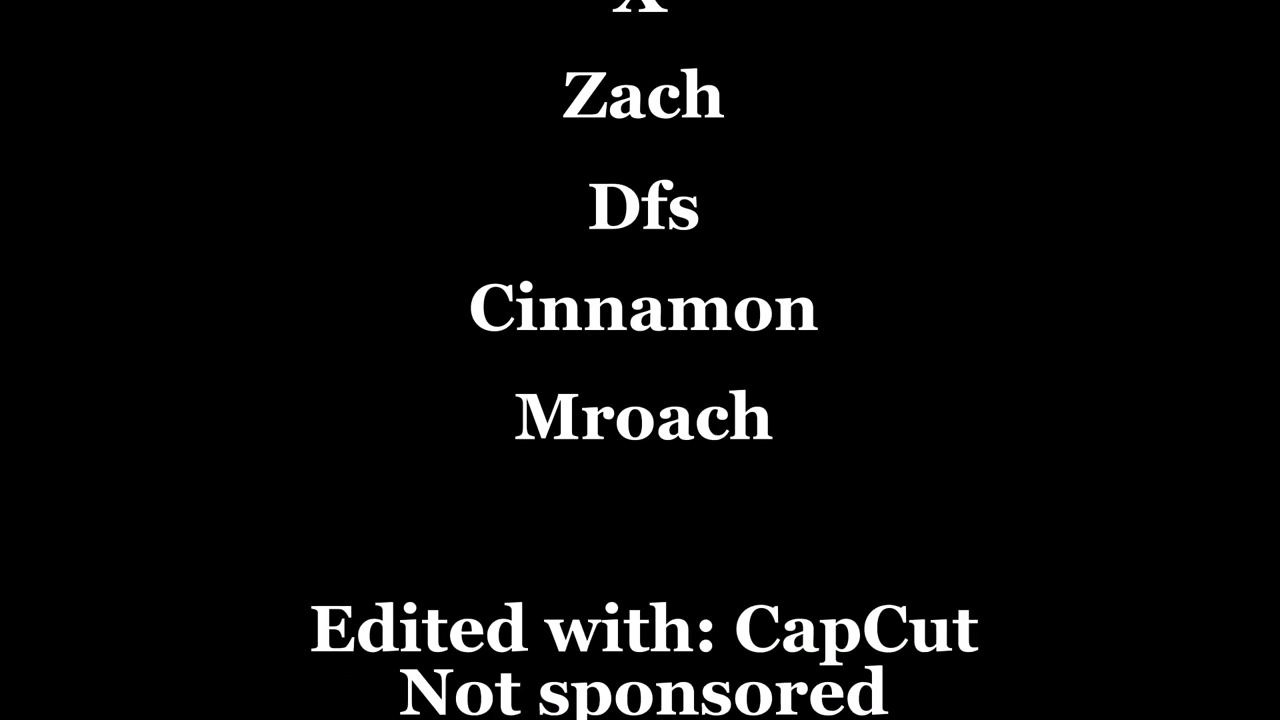 Zach
Dfs
Cinnamon
Mroach
Edited with: CapCut
Not sponsored